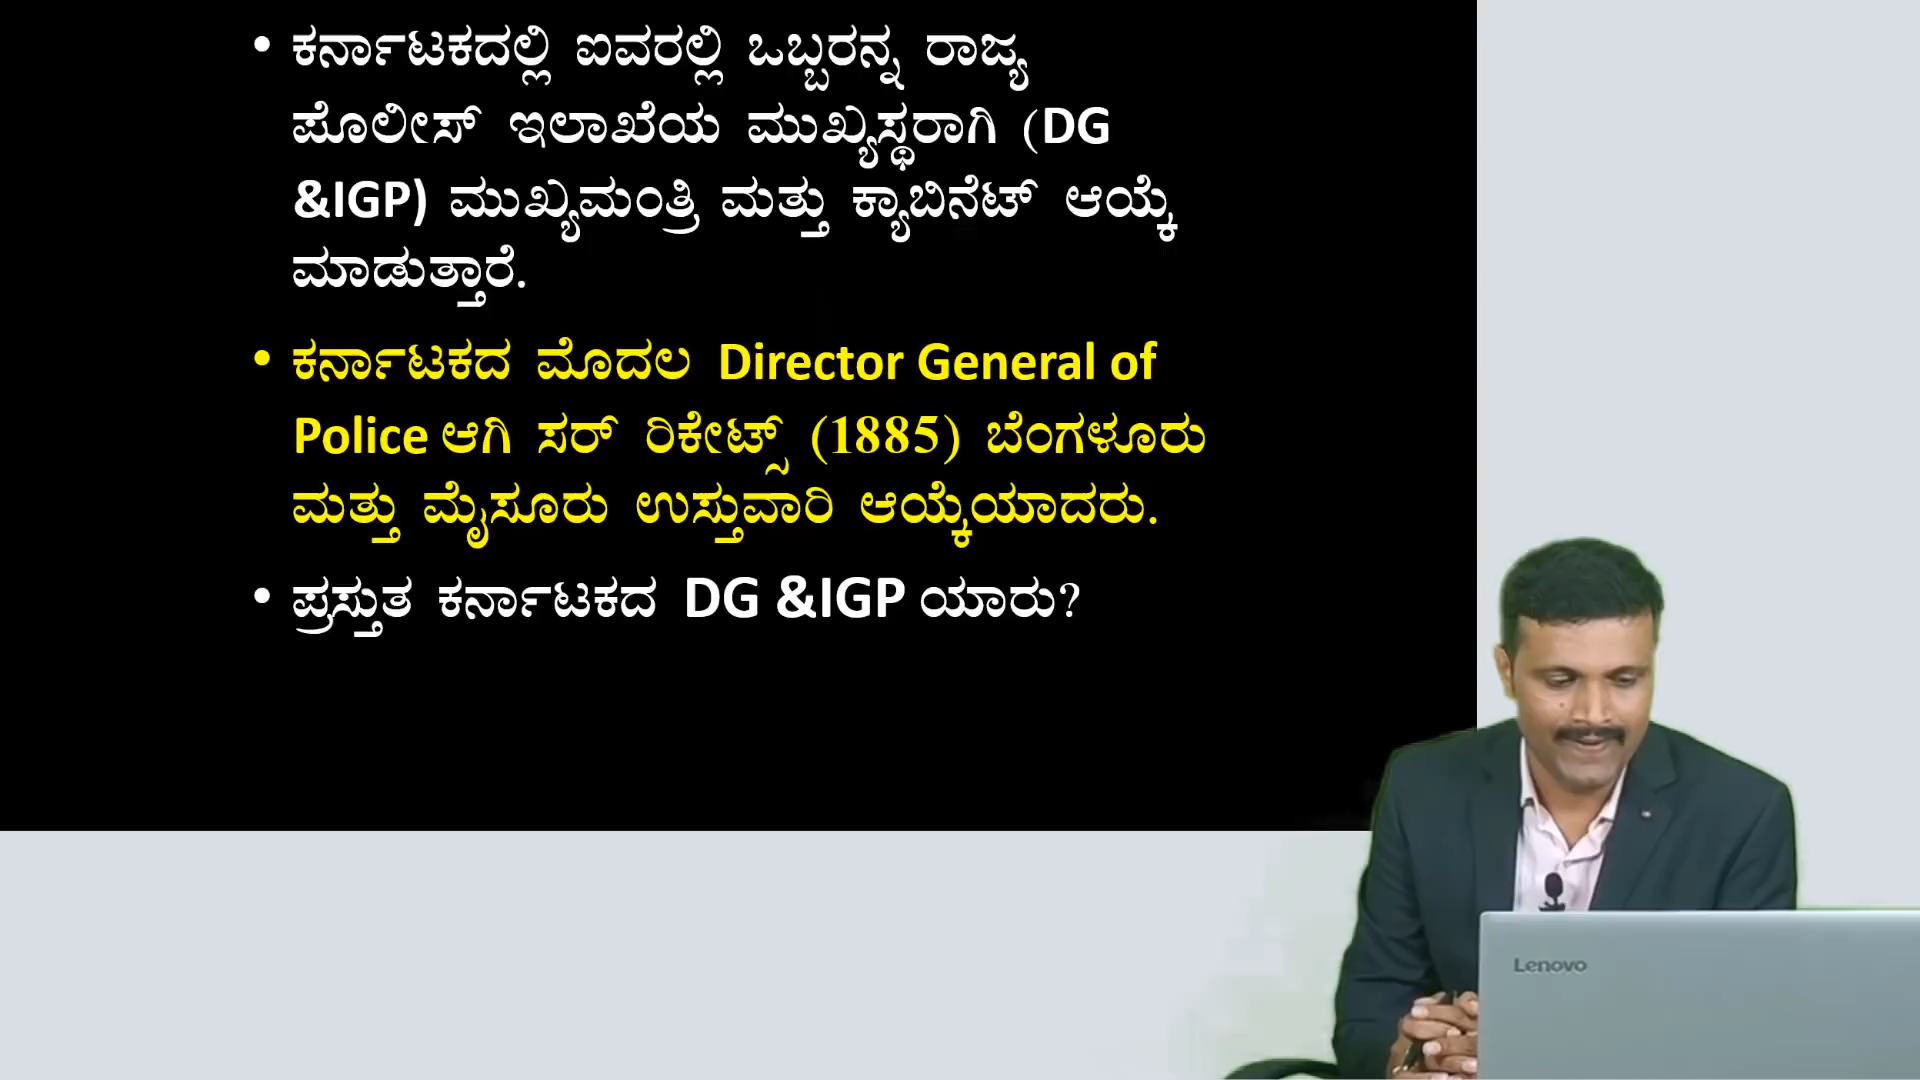 • ಕರ್ನಾಟಕದಲ್ಲಿ ಐವರಲ್ಲಿ ಒಬ್ಬರನ್ನ ರಾಜ್ಯ
ಪೊಲೀಸ್ ಇಲಾಖೆಯ ಮುಖ್ಯಸ್ಥರಾಗಿ (DG
&IGP) ಮುಖ್ಯಮಂತ್ರಿ ಮತ್ತು ಕ್ಯಾಬಿನೆಟ್ ಆಯ್ಕೆ
ಮಾಡುತ್ತಾರೆ.
• ಕರ್ನಾಟಕದ ಮೊದಲ Director General of
Police ಆಗಿ ಸರ್ ರಿಕೇಟ್ಸ್ (1885) ಬೆಂಗಳೂರು
ಮತ್ತು ಮೈಸೂರು ಉಸ್ತುವಾರಿ ಆಯ್ಕೆಯಾದರು.
• ಪ್ರಸ್ತುತ ಕರ್ನಾಟಕದ DG &IGP ಯಾರು?
Lenovo